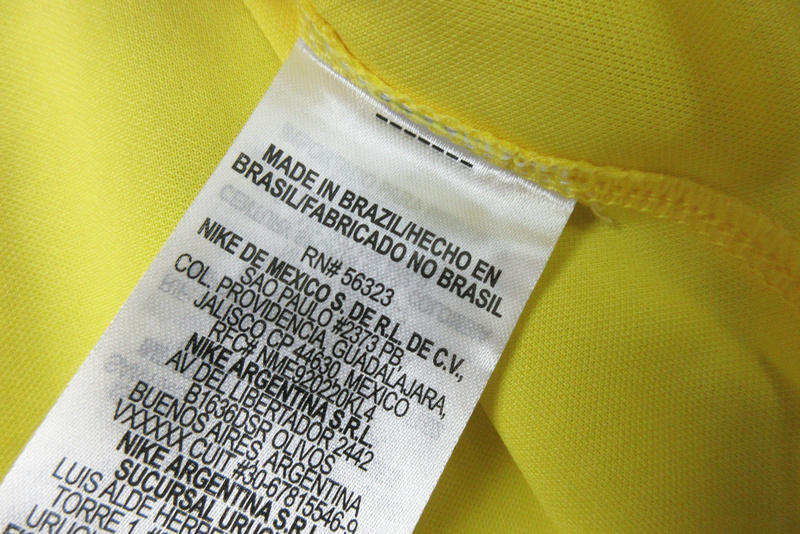 MADE IN BRAZIL/HECHO EN
BRASIL/FABRICADO NO BRASIL
RN# 56323
NIKE DE MEXICO S. DE R.L. DE C.V.,
SAO PAULO #2373 PB,
COL. PROVIDENCIA, GUADALAJARA,
JALISCO CP 44630, MEXICO
RFC# NME920220KL4
NIKE ARGENTINA S.R.L.
AV DEL LIBERTADOR 2442
B1636DSR OLIVOS
BUENOS AIRES, ARGENTINA
VXXXXX CUIT #30-67815546-9
NIKE ARGENTINA S.R.L
SUCURSAL
LUIS ALDE
TORRE 1,